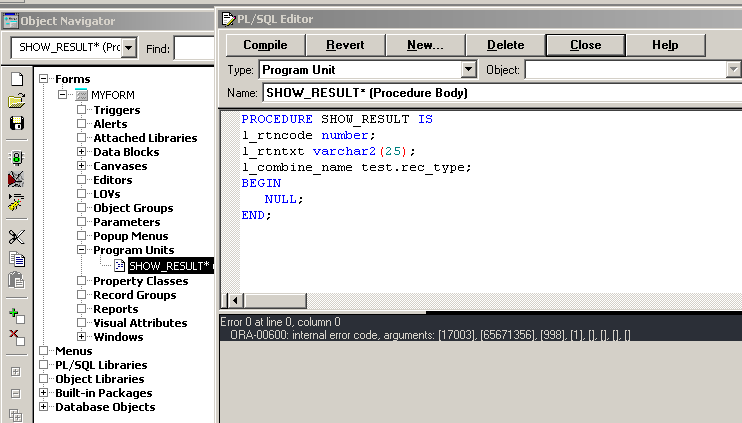 Object Navigator
SHOW_RESULT* (Pro
Find:
Forms
MYFORM
Triggers
Alerts
Attached Libraries
Data Blocks
Canvases
Editors
LOVs
Object Groups
Parameters
Popup Menus
Program Units
SHOW_RESULT*
Property Classes
Record Groups
Reports
Visual Attributes
Windows
Menus
PL/SQL Libraries
Object Libraries
Built-in Packages
Database Objects
PL/SQL Editor
Compile Revert New... Delete Close Help
Type: Program Unit Object:
Name: SHOW_RESULT* (Procedure Body)
PROCEDURE SHOW_RESULT IS
l_rtncode number;
l_rtntxt varchar2(25);
l_combine_name test.rec_type;
BEGIN
NULL;
END;
Error 0 at line 0, column 0
ORA-00600: internal error code, arguments: [17003], [65671356], [998], [1], [], [], [], []